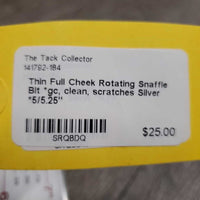 The Tack Collector
141792-184
Thin Full Cheek Rotating Snaffle
Bit *gc, clean, scratches Silver
"5/5.25"
SRQBDQ
$25.00